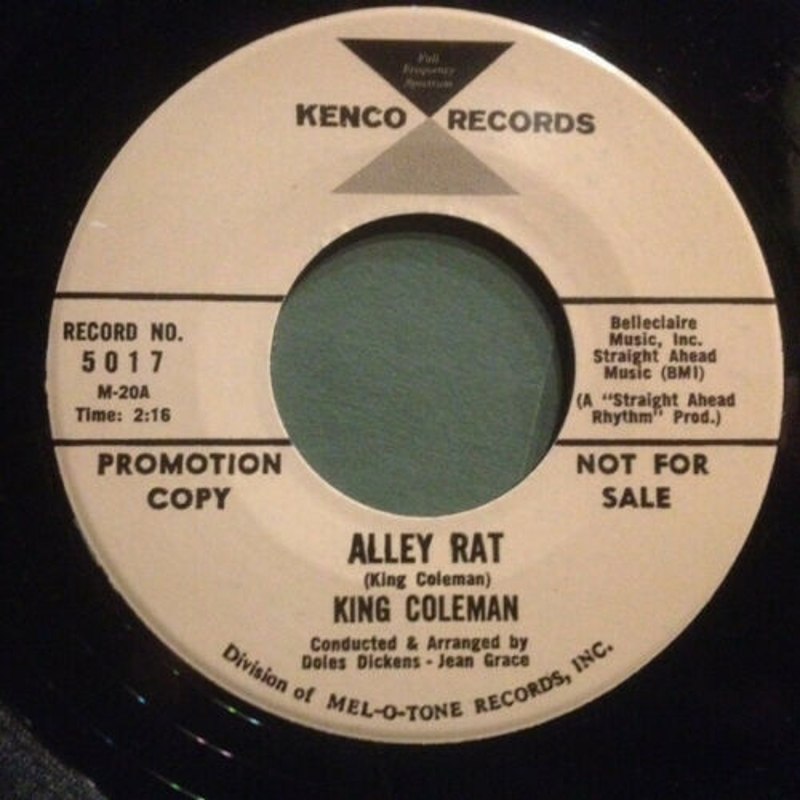 Full
Frequency
Spectrum
KENCO RECORDS
RECORD NO.
5017
M-20A
Time: 2:16
Belleclaire
Music, Inc.
Straight Ahead
Music (BMI)
(A "Straight Ahead
Rhythm" Prod.)
PROMOTION
COPY
NOT FOR
SALE
ALLEY RAT
(King Coleman)
KING COLEMAN
Conducted & Arranged by
Doles Dickens - Jean Grace
Division of MEL-O-TONE RECORDS, INC.